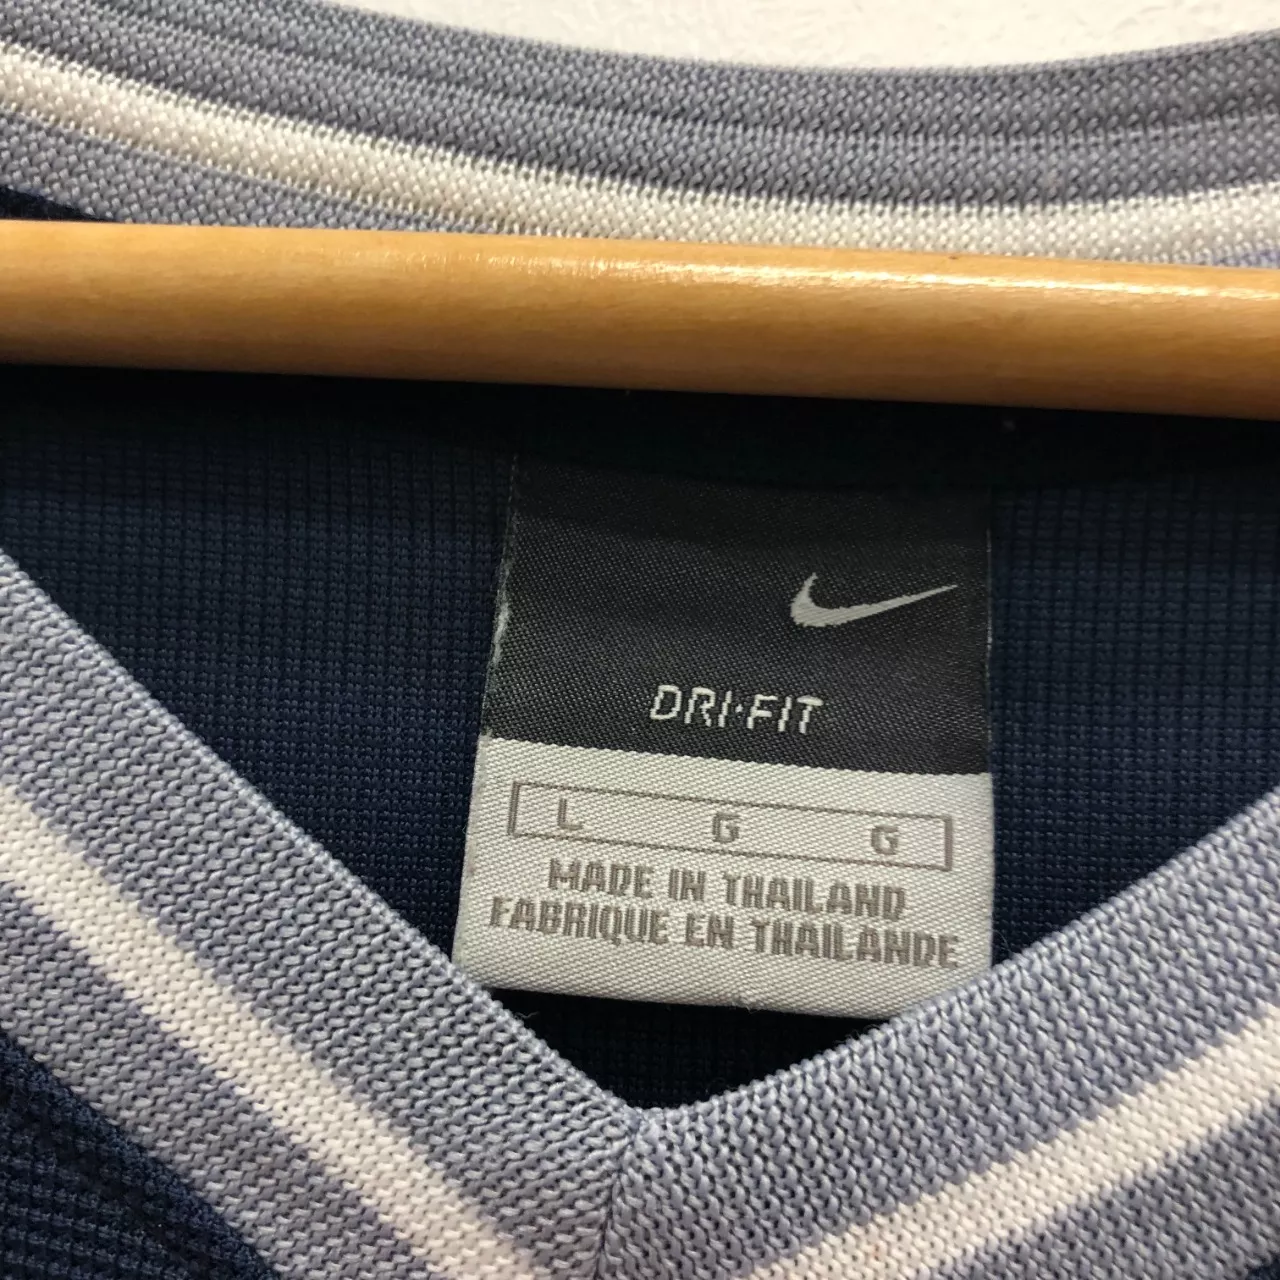 DRI·FIT
L G G
MADE IN THAILAND
FABRIQUE EN THAILANDE